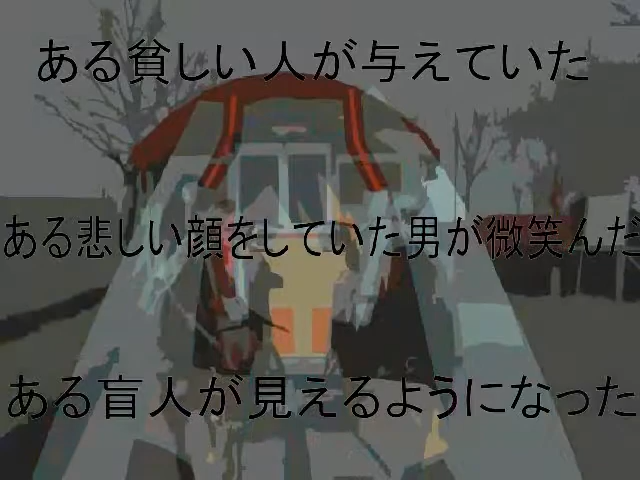 ある貧しい人が与えていた
ある悲しい顔をしていた男が微笑んだ
ある盲人が見えるようになった